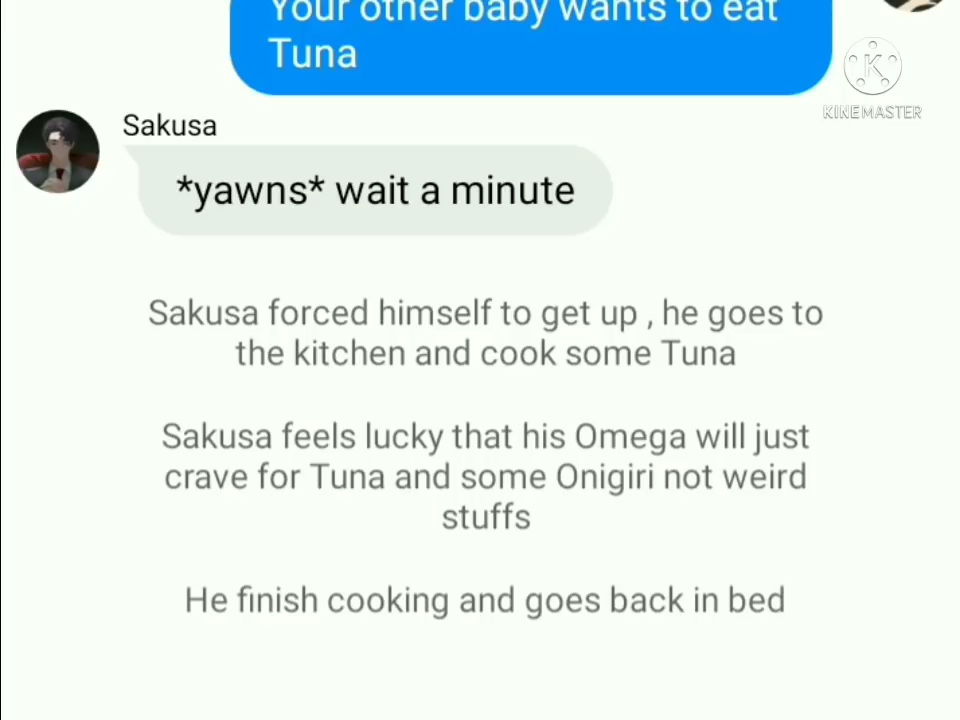 Your other baby wants to eat
Tuna
K
KINEMASTER
Sakusa
*yawns* wait a minute
Sakusa forced himself to get up , he goes to
the kitchen and cook some Tuna
Sakusa feels lucky that his Omega will just
crave for Tuna and some Onigiri not weird
stuffs
He finish cooking and goes back in bed